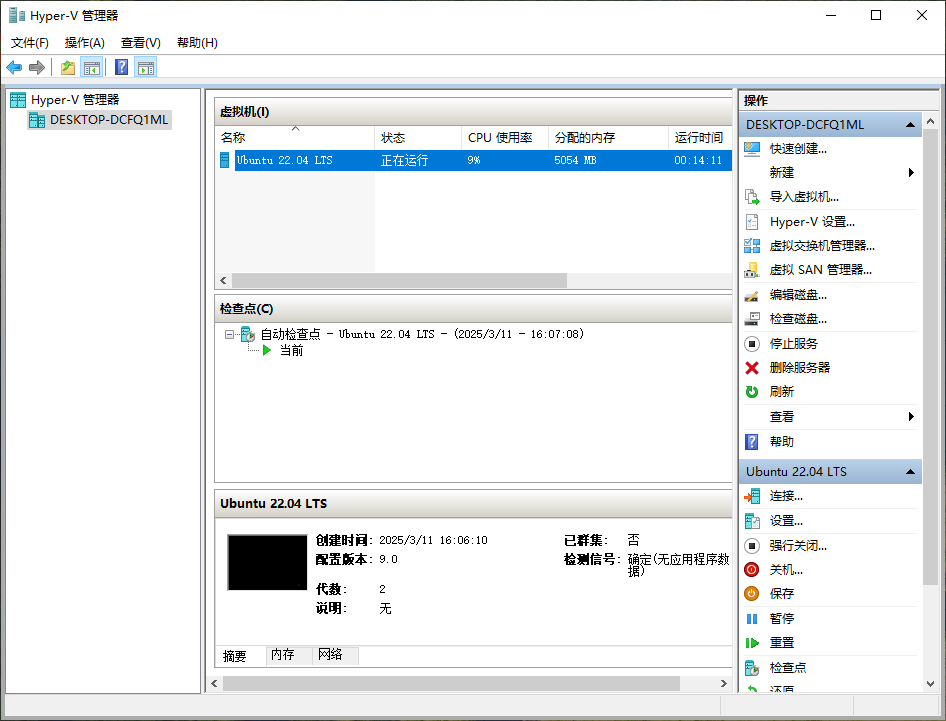 Hyper-V 管理器
文件(F) 操作(A) 查看(V) 帮助(H)
Hyper-V 管理器
DESKTOP-DCFQ1ML
虚拟机(I)
名称 状态 CPU 使用率 分配的内存 运行时间
Ubuntu 22.04 LTS 正在运行 9% 5054 MB 00:14:11
检查点(C)
自动检查点 - Ubuntu 22.04 LTS - (2025/3/11 - 16:07:08)
当前
Ubuntu 22.04 LTS
创建时间: 2025/3/11 16:06:10 已群集: 否
配置版本: 9.0 检测信号: 确定(无应用程序数
据)
代数: 2
说明: 无
摘要 内存 网络
操作
DESKTOP-DCFQ1ML
快速创建...
新建
导入虚拟机...
Hyper-V 设置...
虚拟交换机管理器...
虚拟 SAN 管理器...
编辑磁盘...
检查磁盘...
停止服务
删除服务器
刷新
查看
帮助
Ubuntu 22.04 LTS
连接...
设置...
强行关闭...
关机...
保存
暂停
重置
检查点
还原